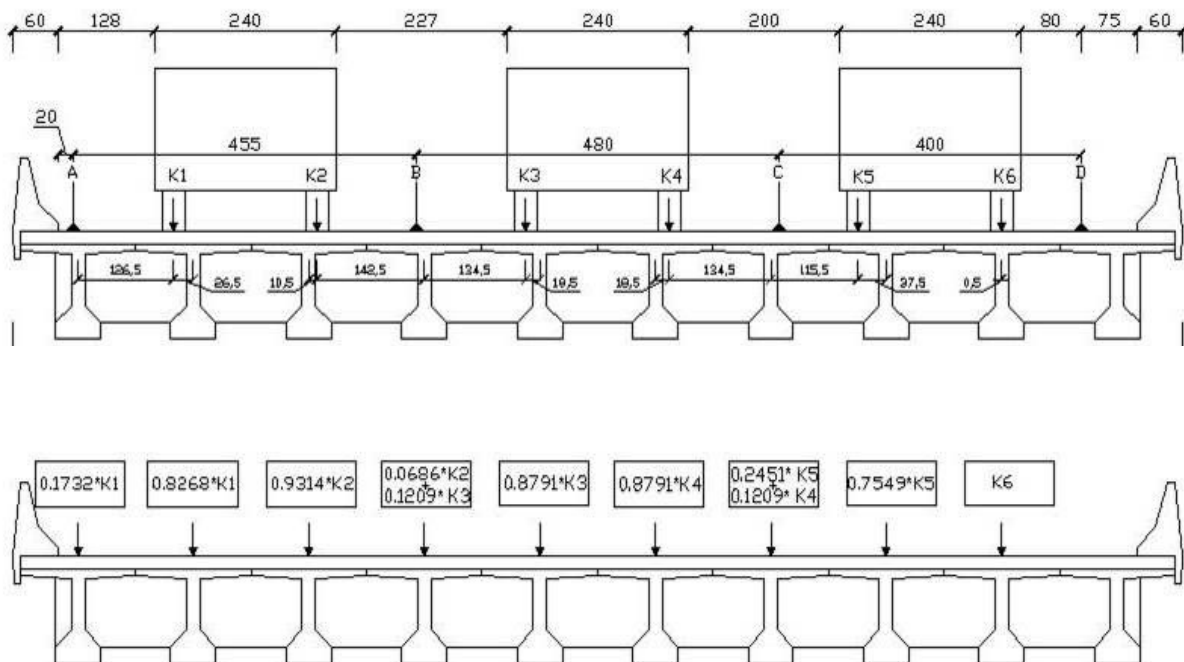 60 128 240 227 240 200 240 80 75 60
20
455 480 400
A B C D
K1 K2 K3 K4 K5 K6
126,5 26,5 10,5 142,5 134,5 19,5 18,5 134,5 115,5 37,5 0,5
0.1732*K1
0.8268*K1
0.9314*K2
0.0686*K2
+
0.1209* K3
0.8791*K3
0.8791*K4
0.2451* K5
+
0.1209* K4
0.7549*K5
K6